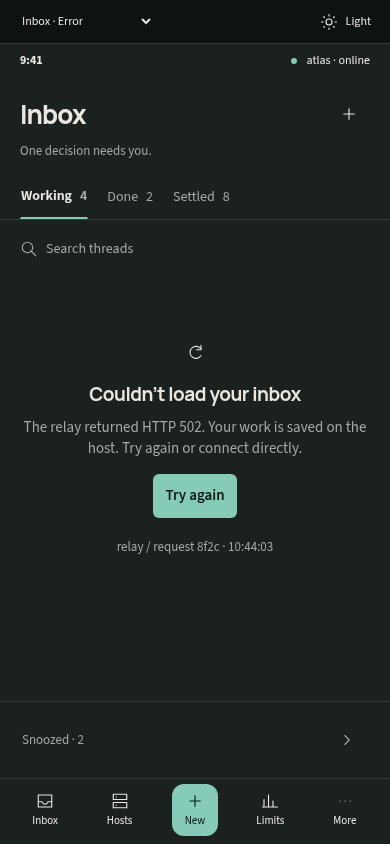 Inbox · Error
Light
9:41
atlas · online
Inbox
One decision needs you.
Working 4 Done 2 Settled 8
Search threads
Couldn't load your inbox
The relay returned HTTP 502. Your work is saved on the
host. Try again or connect directly.
Try again
relay / request 8f2c · 10:44:03
Snoozed · 2
Inbox
Hosts
New
Limits
More